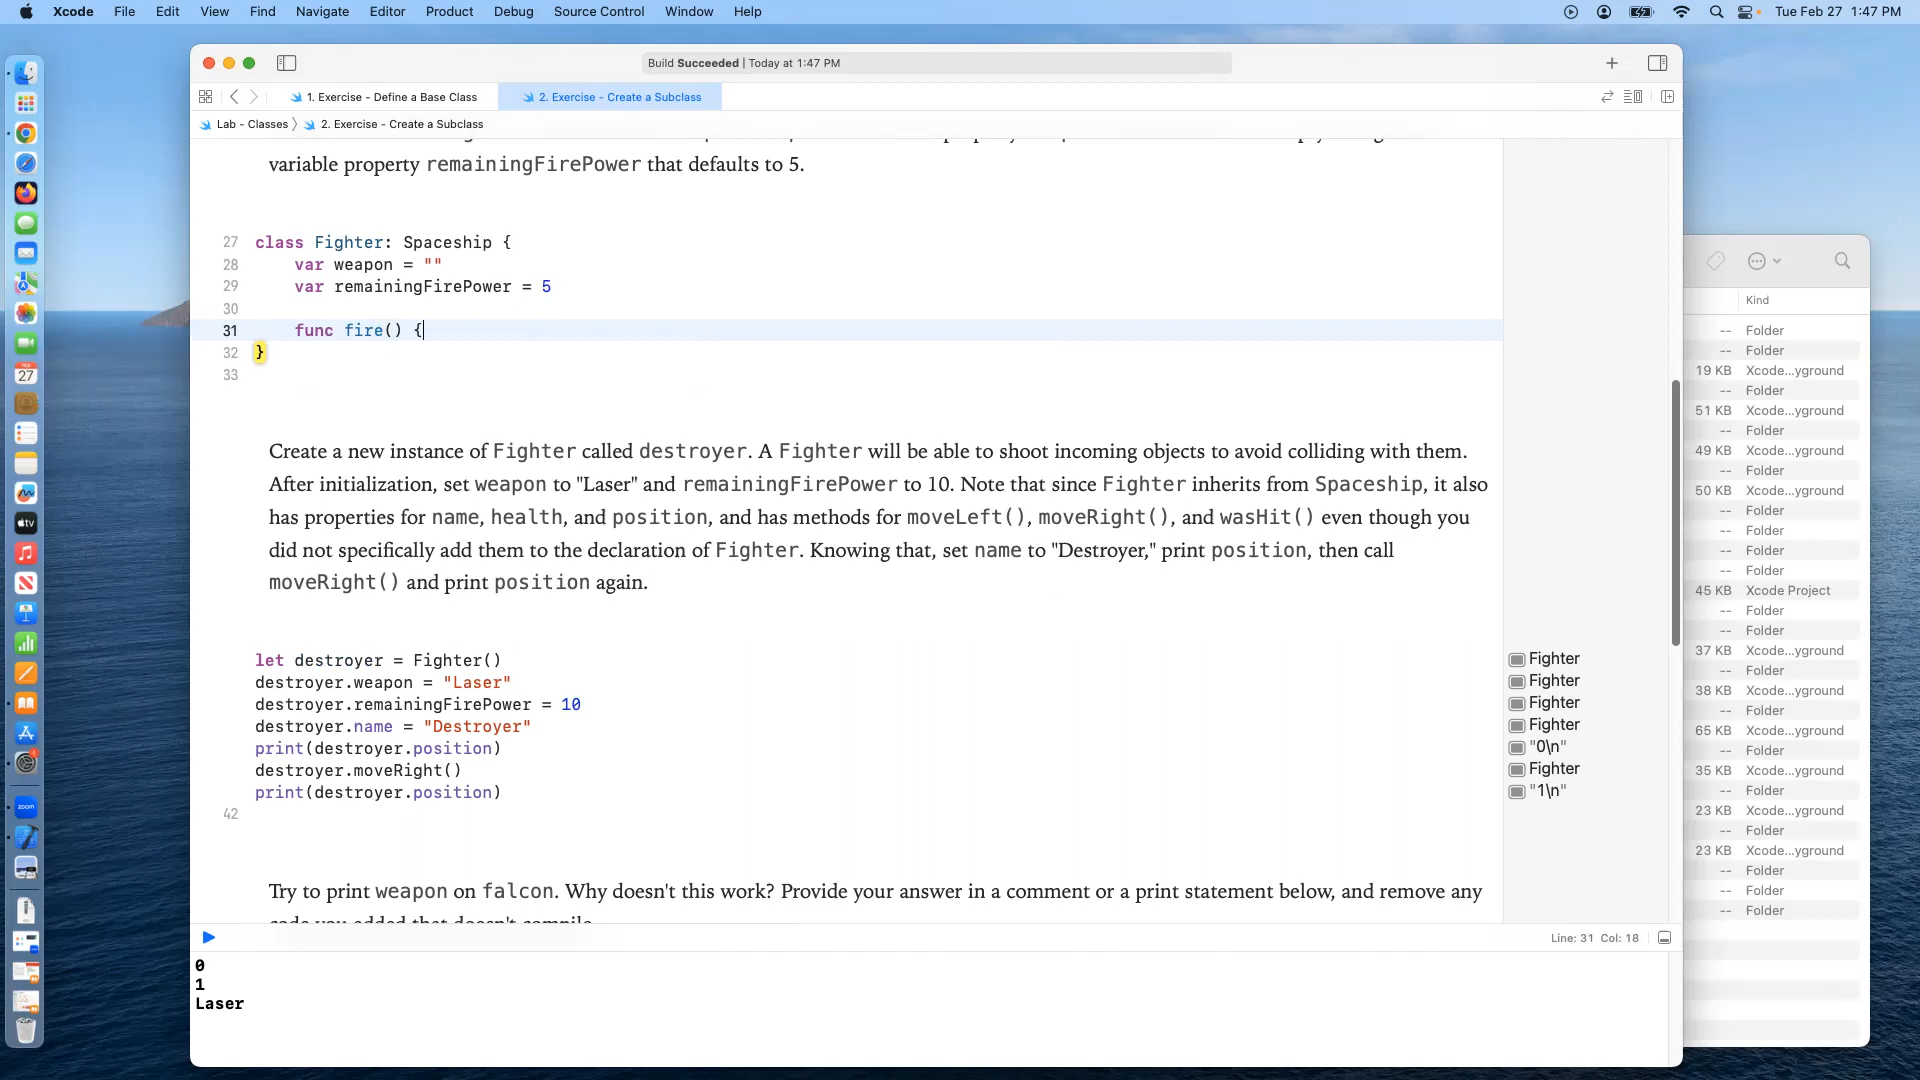 Xcode File Edit View Find Navigate Editor Product Debug Source Control Window Help Tue Feb 27 1:47 PM
Build Succeeded | Today at 1:47 PM
1. Exercise - Define a Base Class 2. Exercise - Create a Subclass
Lab - Classes 2. Exercise - Create a Subclass
variable property remainingFirePower that defaults to 5.
27 class Fighter: Spaceship {
28 var weapon = ""
29 var remainingFirePower = 5
30
31 func fire() {
32 }
33
Create a new instance of Fighter called destroyer. A Fighter will be able to shoot incoming objects to avoid colliding with them.
After initialization, set weapon to "Laser" and remainingFirePower to 10. Note that since Fighter inherits from Spaceship, it also
has properties for name, health, and position, and has methods for moveLeft(), moveRight(), and wasHit() even though you
did not specifically add them to the declaration of Fighter. Knowing that, set name to "Destroyer," print position, then call
moveRight() and print position again.
let destroyer = Fighter() Fighter
destroyer.weapon = "Laser" Fighter
destroyer.remainingFirePower = 10 Fighter
destroyer.name = "Destroyer" Fighter
print(destroyer.position) "0\n"
destroyer.moveRight() Fighter
print(destroyer.position) "1\n"
42
Try to print weapon on falcon. Why doesn't this work? Provide your answer in a comment or a print statement below, and remove any
code you added that doesn't compile.
Line: 31 Col: 18
0
1
Laser
Kind
-- Folder
-- Folder
19 KB Xcode...yground
-- Folder
51 KB Xcode...yground
-- Folder
49 KB Xcode...yground
-- Folder
50 KB Xcode...yground
-- Folder
-- Folder
-- Folder
-- Folder
45 KB Xcode Project
-- Folder
-- Folder
37 KB Xcode...yground
-- Folder
38 KB Xcode...yground
-- Folder
65 KB Xcode...yground
-- Folder
35 KB Xcode...yground
-- Folder
23 KB Xcode...yground
-- Folder
23 KB Xcode...yground
-- Folder
-- Folder
-- Folder
FEB
27
tv
zoom